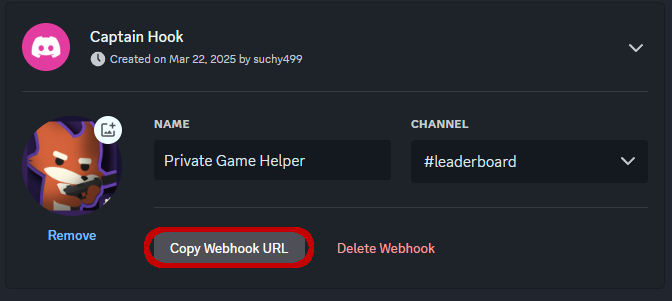 Captain Hook
Created on Mar 22, 2025 by suchy499
NAME
CHANNEL
Private Game Helper
#leaderboard
Remove
Copy Webhook URL
Delete Webhook